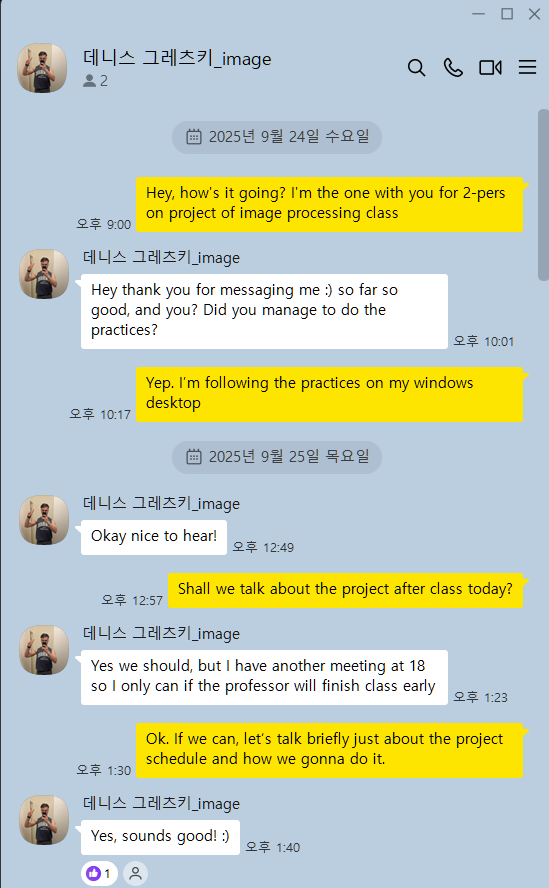 데니스 그레츠키_image
2
2025년 9월 24일 수요일
Hey, how's it going? I'm the one with you for 2-pers
on project of image processing class
오후 9:00
데니스 그레츠키_image
Hey thank you for messaging me :) so far so
good, and you? Did you manage to do the
practices?
오후 10:01
Yep. I'm following the practices on my windows
desktop
오후 10:17
2025년 9월 25일 목요일
데니스 그레츠키_image
Okay nice to hear!
오후 12:49
Shall we talk about the project after class today?
오후 12:57
데니스 그레츠키_image
Yes we should, but I have another meeting at 18
so I only can if the professor will finish class early
오후 1:23
Ok. If we can, let's talk briefly just about the project
schedule and how we gonna do it.
오후 1:30
데니스 그레츠키_image
Yes, sounds good! :)
오후 1:40
1